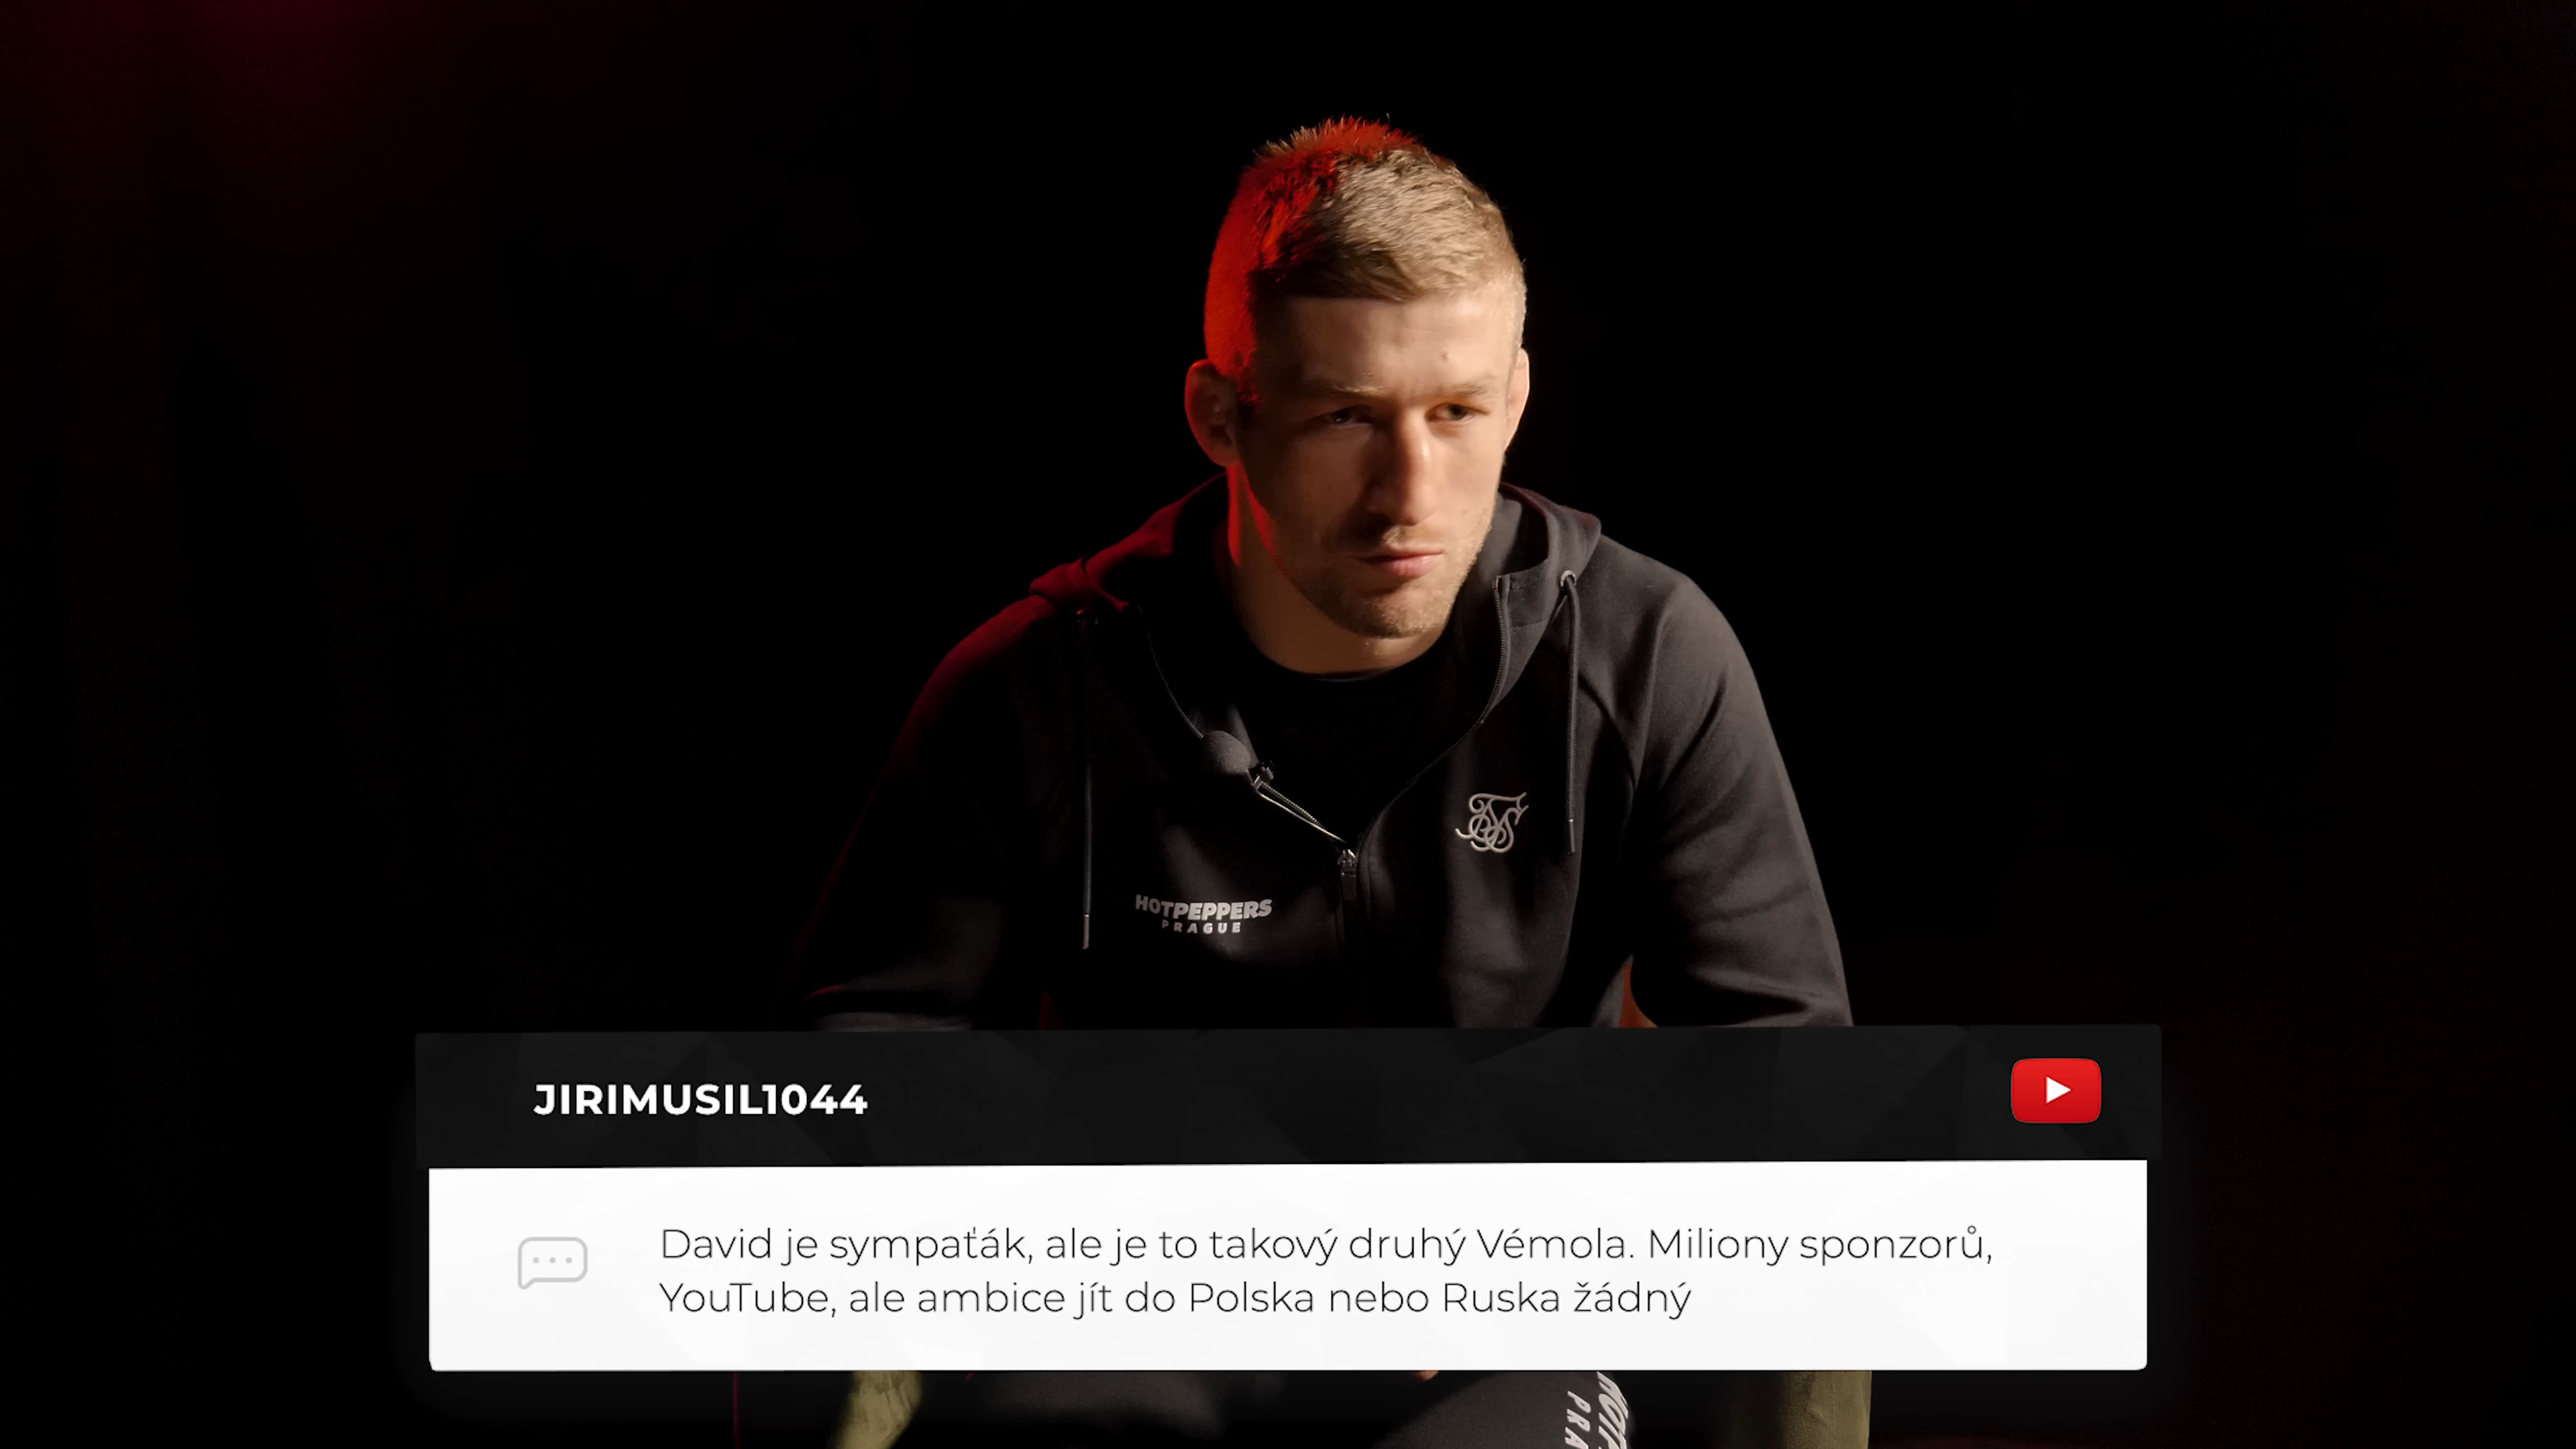 HOTPEPPERS
PRAGUE
JIRIMUSIL1044
David je sympaťák, ale je to takový druhý Vémola. Miliony sponzorů,
YouTube, ale ambice jít do Polska nebo Ruska žádný